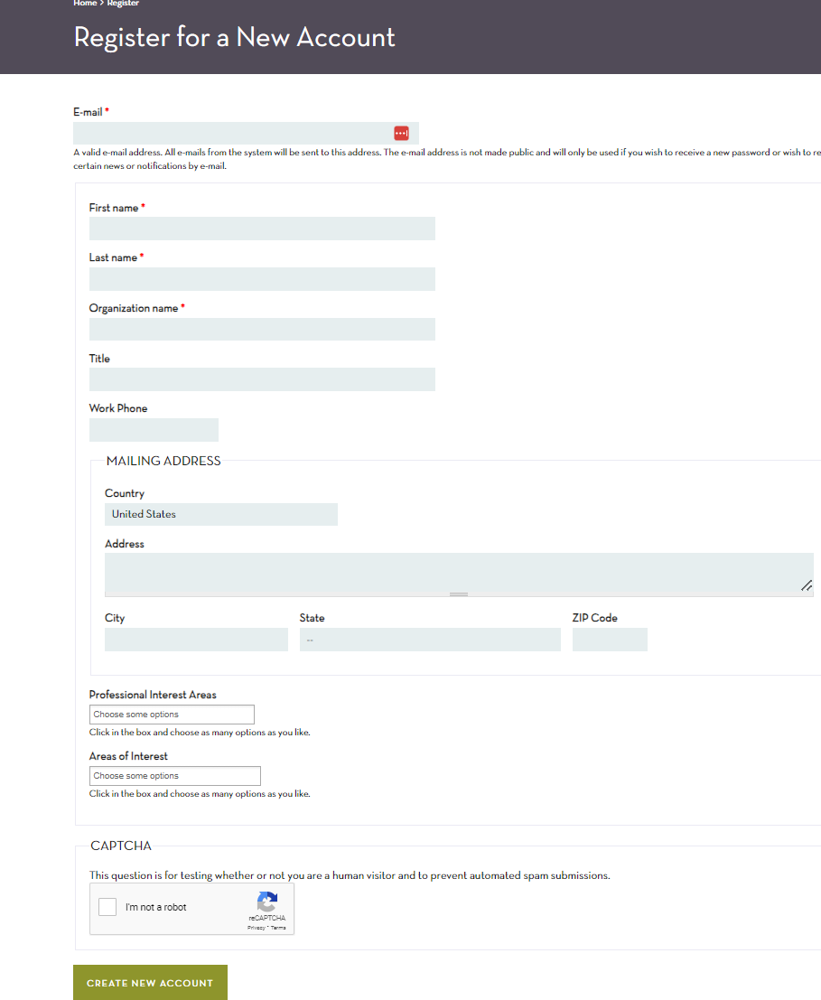 Home > Register
Register for a New Account
E-mail *
A valid e-mail address. All e-mails from the system will be sent to this address. The e-mail address is not made public and will only be used if you wish to receive a new password or wish to re
certain news or notifications by e-mail.
First name *
Last name *
Organization name *
Title
Work Phone
MAILING ADDRESS
Country
United States
Address
City State ZIP Code
--
Professional Interest Areas
Choose some options
Click in the box and choose as many options as you like.
Areas of Interest
Choose some options
Click in the box and choose as many options as you like.
CAPTCHA
This question is for testing whether or not you are a human visitor and to prevent automated spam submissions.
I'm not a robot
reCAPTCHA
Privacy - Terms
CREATE NEW ACCOUNT